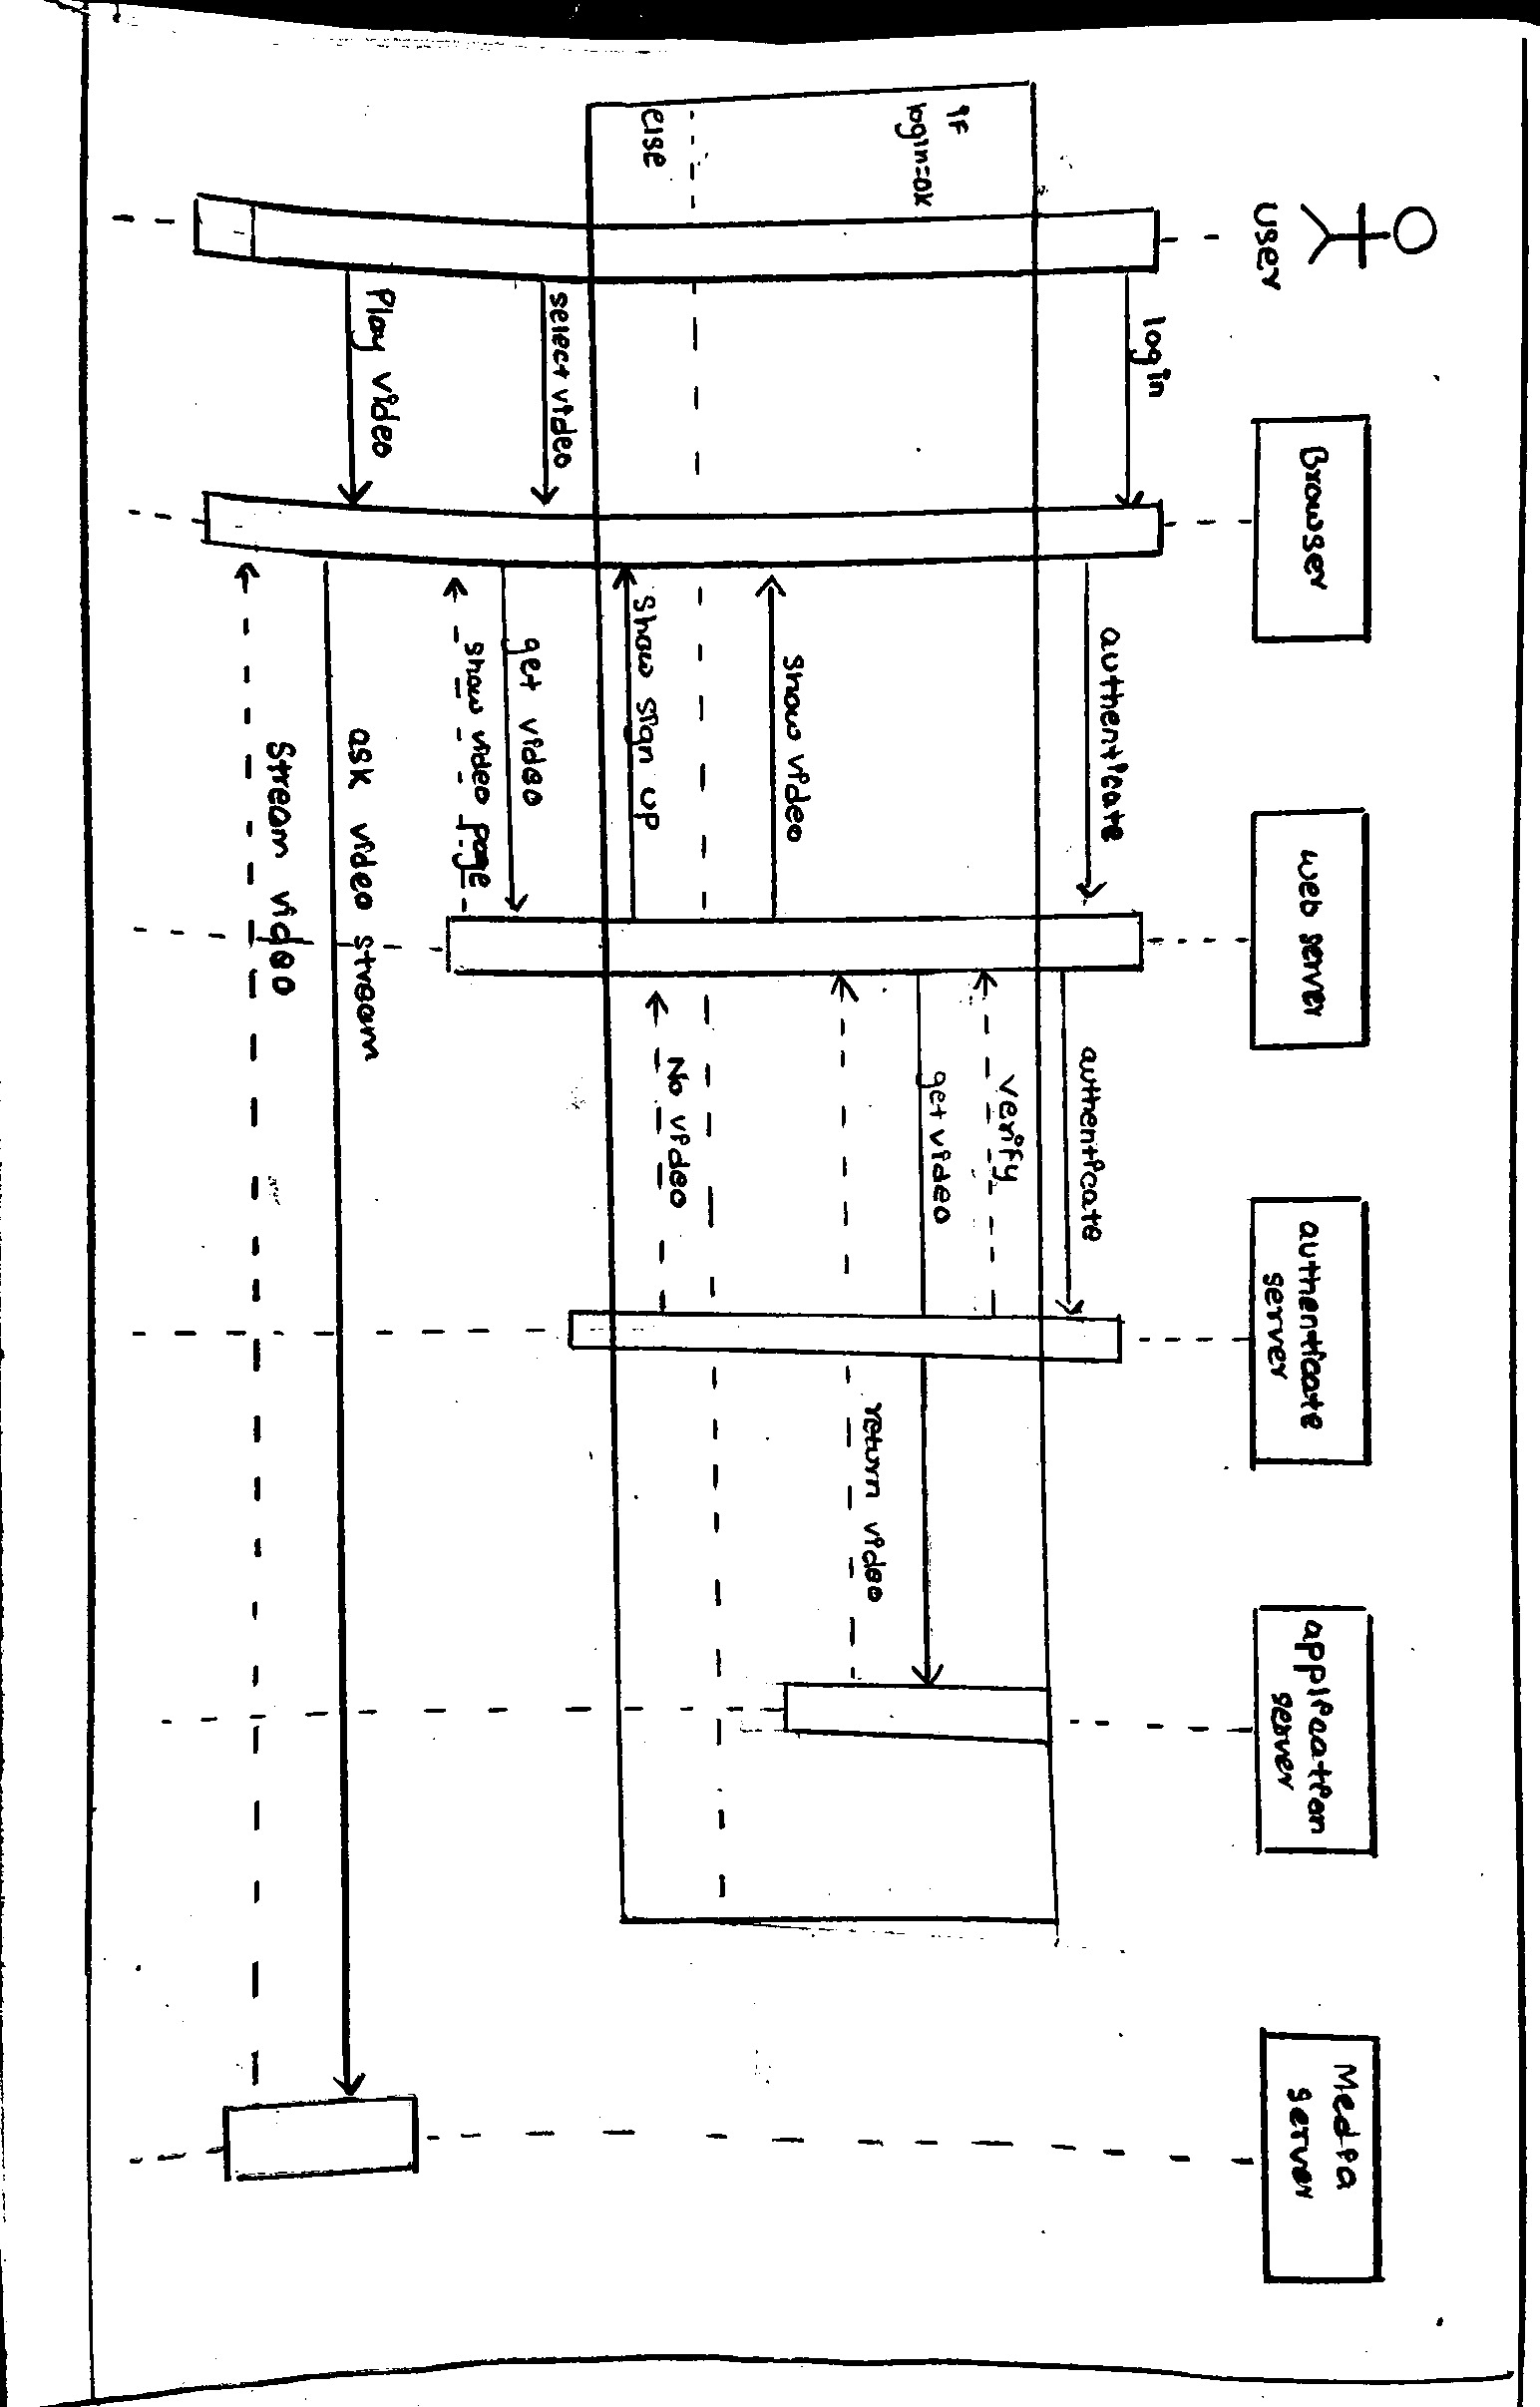 user
Browser
web server
authenticate
server
application
server
Media
server
login
authenticate
authenticate
verify
if
login=ok
get video
return video
show video
No video
else
show sign up
select video
get video
show video page
Play video
ask video stream
Stream video